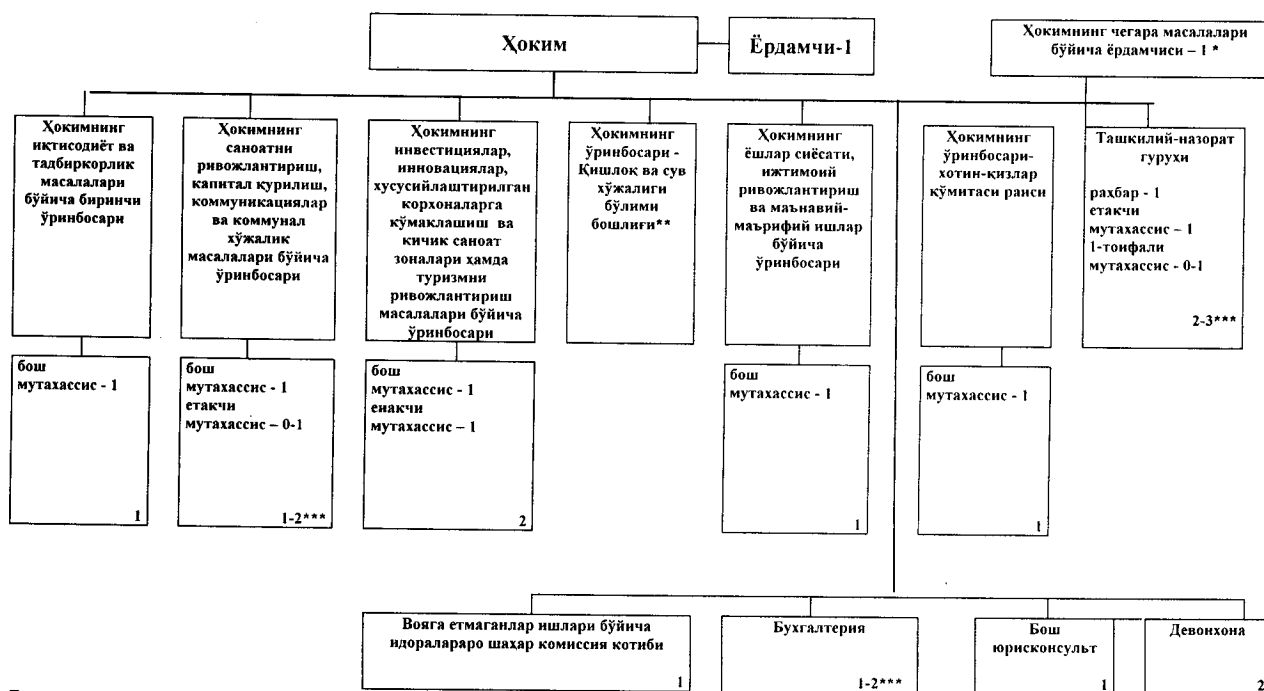 Ҳоким
Ёрдамчи-1
Ҳокимнинг чегара масалалари
бўйича ёрдамчиси – 1 *
Ҳокимнинг
иқтисодиёт ва
тадбиркорлик
масалалари
бўйича биринчи
ўринбосари
Ҳокимнинг
саноатни
ривожлантириш,
капитал қурилиш,
коммуникациялар
ва коммунал
хўжалик
масалалари бўйича
ўринбосари
Ҳокимнинг
инвестициялар,
инновациялар,
хусусийлаштирилган
корхоналарга
кўмаклашиш ва
кичик саноат
зоналари ҳамда
туризмни
ривожлантириш
масалалари бўйича
ўринбосари
Ҳокимнинг
ўринбосари -
Қишлоқ ва сув
хўжалиги
бўлими
бошлиғи**
Ҳокимнинг
ёшлар сиёсати,
ижтимоий
ривожлантириш
ва маънавий-
маърифий ишлар
бўйича
ўринбосари
Ҳокимнинг
ўринбосари-
хотин-қизлар
қўмитаси раиси
Ташкилий-назорат
гуруҳи
раҳбар - 1
етакчи
мутахассис – 1
1-тоифали
мутахассис - 0-1
2-3***
бош
мутахассис - 1
1
бош
мутахассис - 1
етакчи
мутахассис – 0-1
1-2***
бош
мутахассис - 1
енакчи
мутахассис – 1
2
бош
мутахассис - 1
1
бош
мутахассис - 1
1
Вояга етмаганлар ишлари бўйича
идоралараро шаҳар комиссия котиби
1
Бухгалтерия
1-2***
Бош
юрисконсульт
1
Девонхона
2